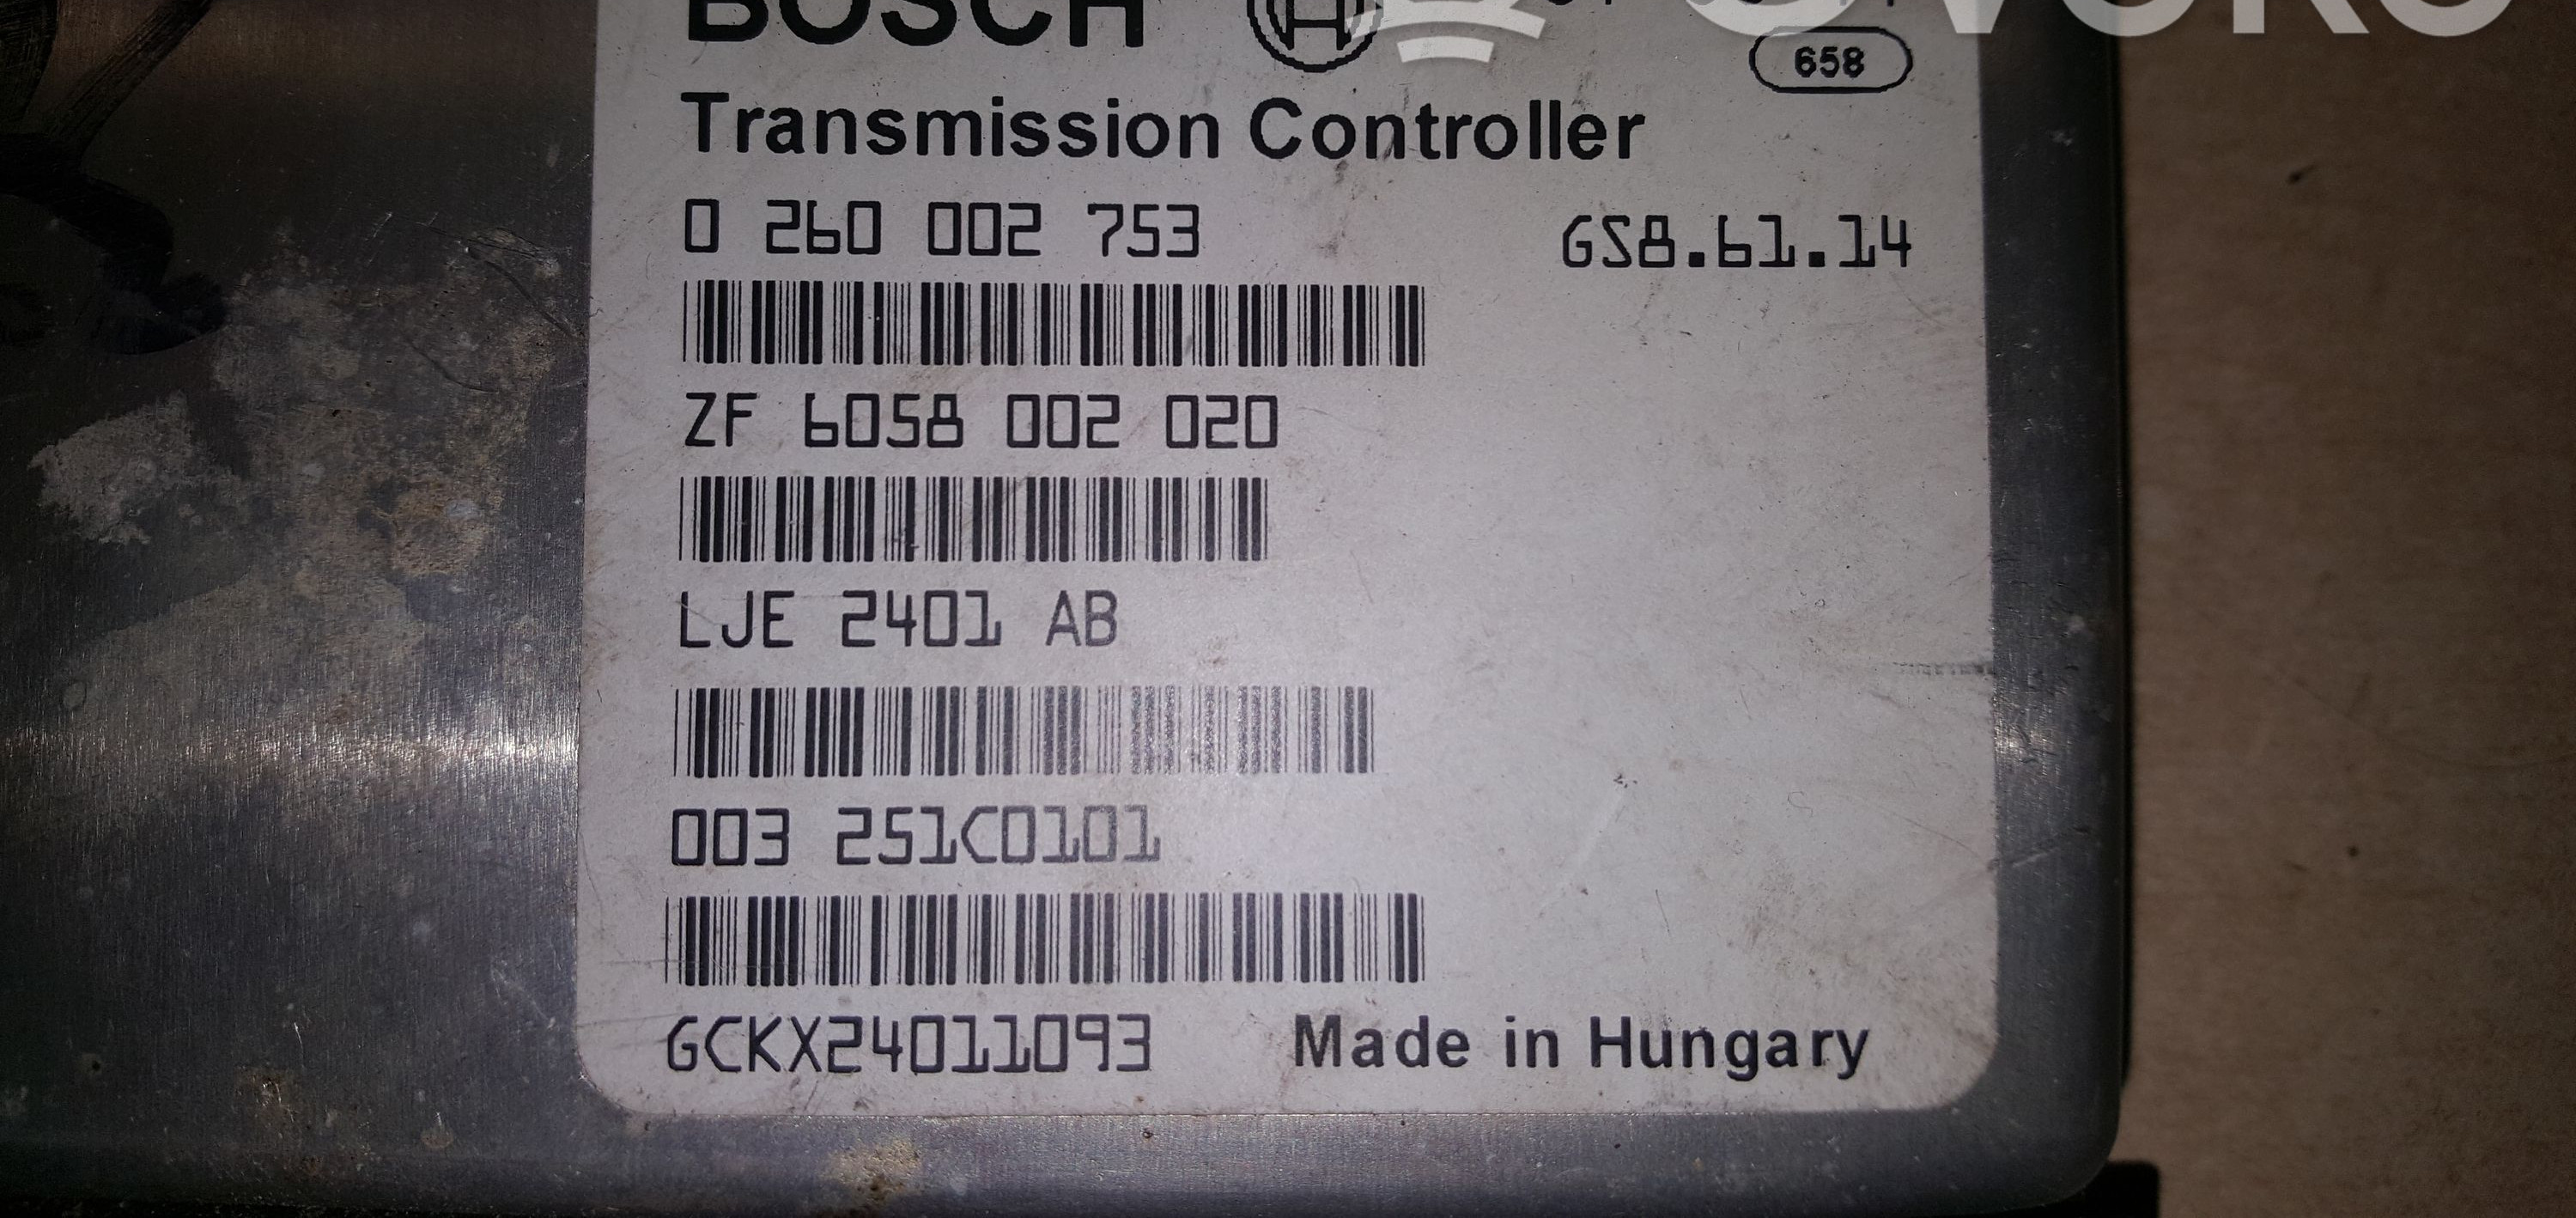 BOSCH
658
Transmission Controller
0 260 002 753 GS8.61.14
ZF 6058 002 020
LJE 2401 AB
003 251C0101
GCKX24011093 Made in Hungary